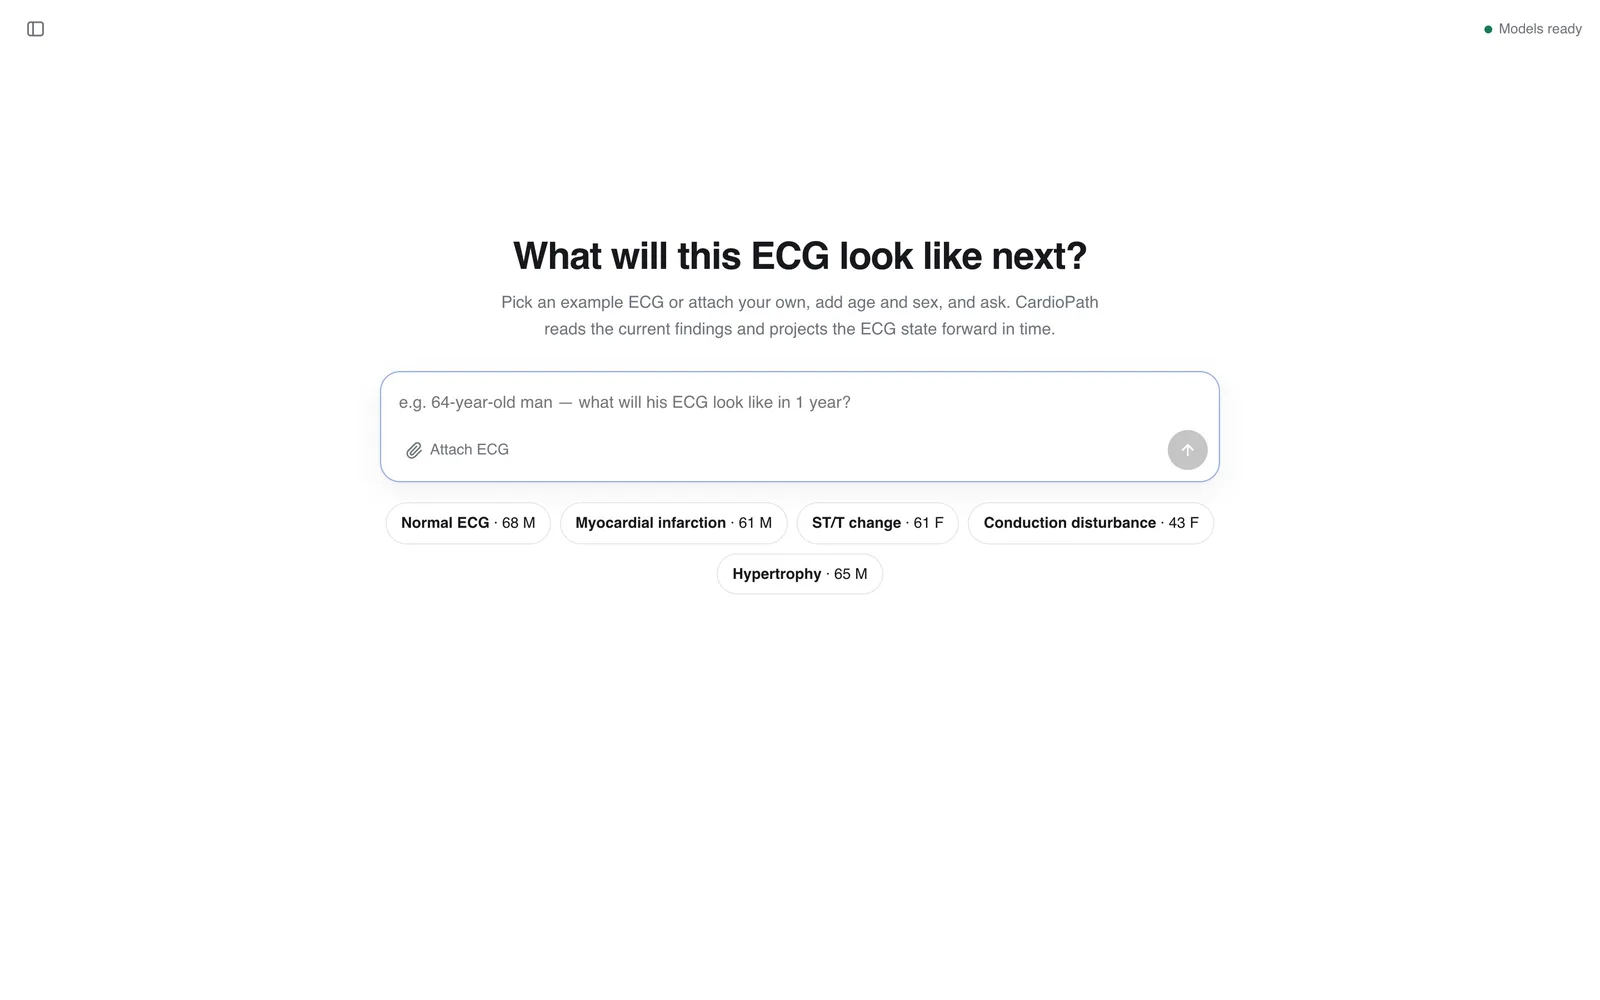 Models ready
What will this ECG look like next?
Pick an example ECG or attach your own, add age and sex, and ask. CardioPath
reads the current findings and projects the ECG state forward in time.
e.g. 64-year-old man — what will his ECG look like in 1 year?
Attach ECG
Normal ECG · 68 M
Myocardial infarction · 61 M
ST/T change · 61 F
Conduction disturbance · 43 F
Hypertrophy · 65 M